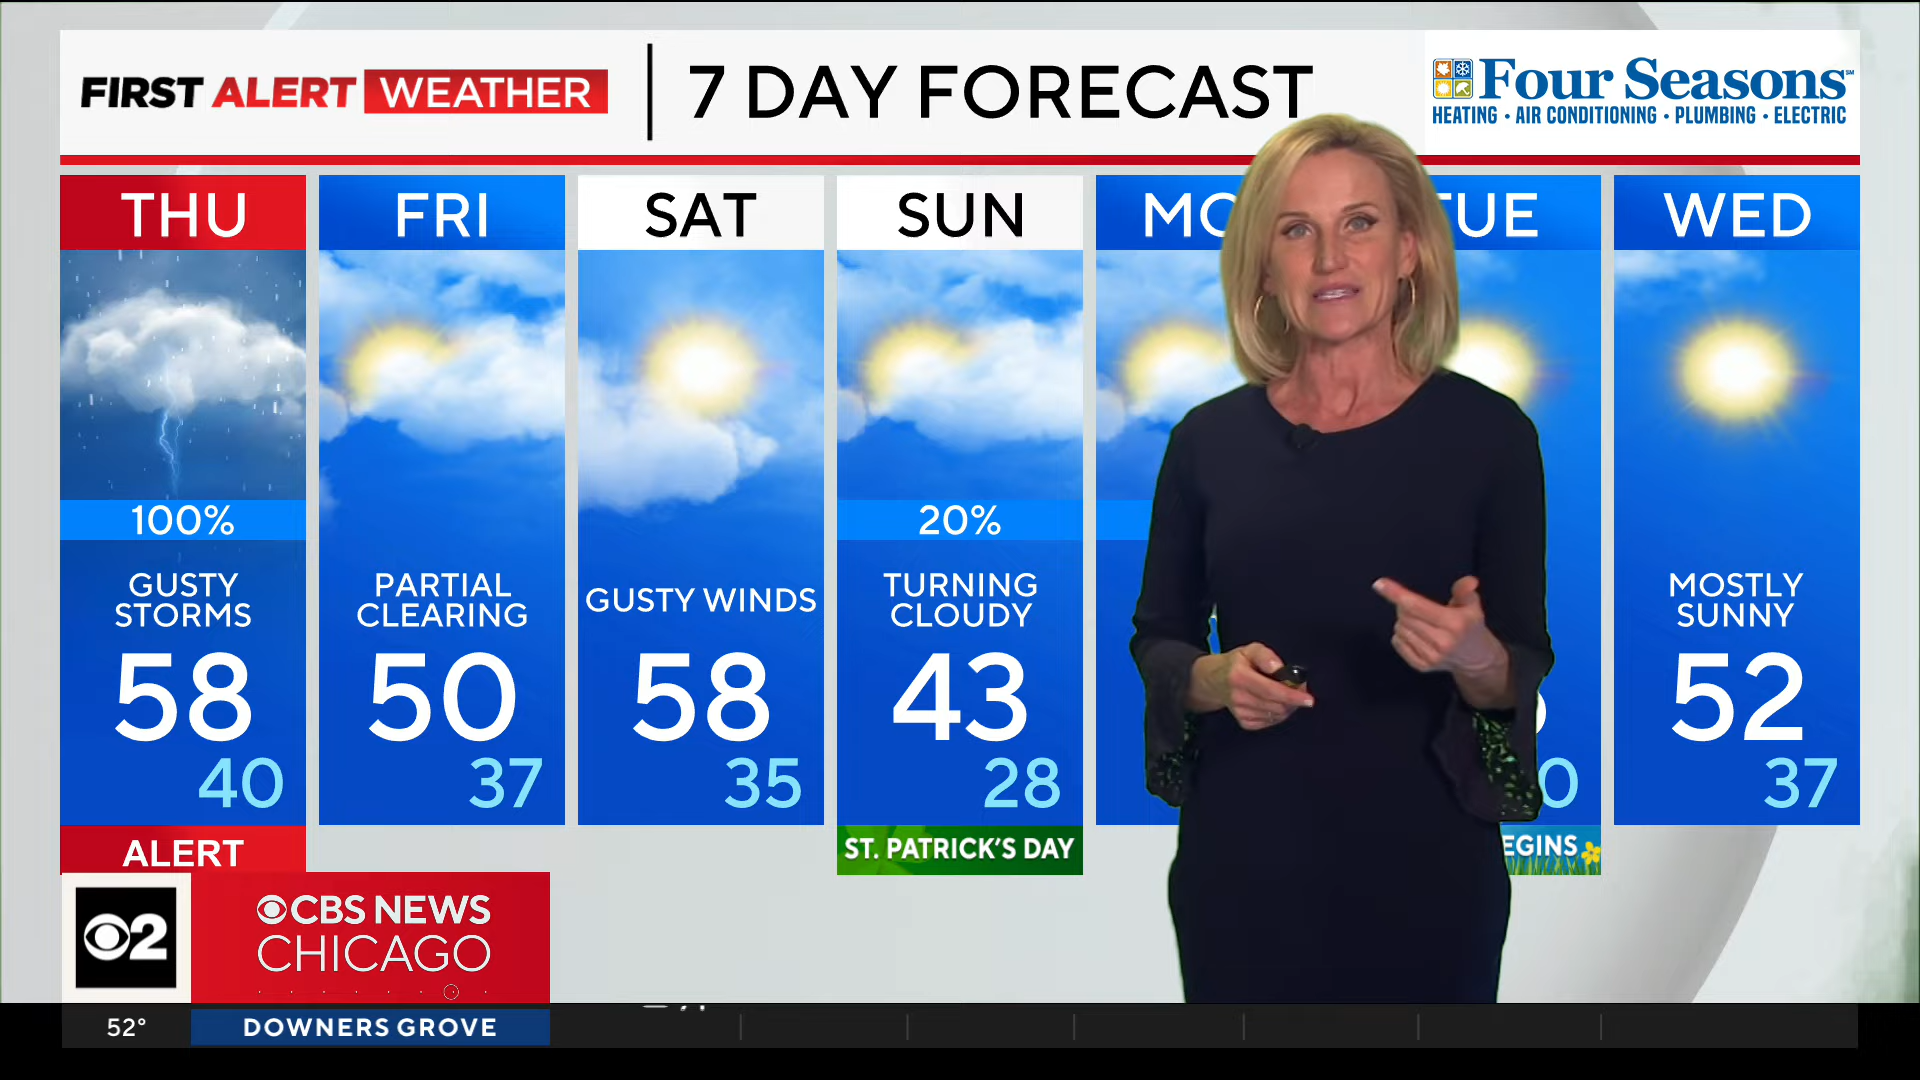 FIRST ALERT WEATHER
7 DAY FORECAST
Four Seasons℠
HEATING • AIR CONDITIONING • PLUMBING • ELECTRIC
THU
100%
GUSTY
STORMS
58
40
ALERT
FRI
PARTIAL
CLEARING
50
37
SAT
GUSTY WINDS
58
35
SUN
20%
TURNING
CLOUDY
43
28
ST. PATRICK'S DAY
WED
MOSTLY
SUNNY
52
37
2
CBS NEWS
CHICAGO
52°
DOWNERS GROVE